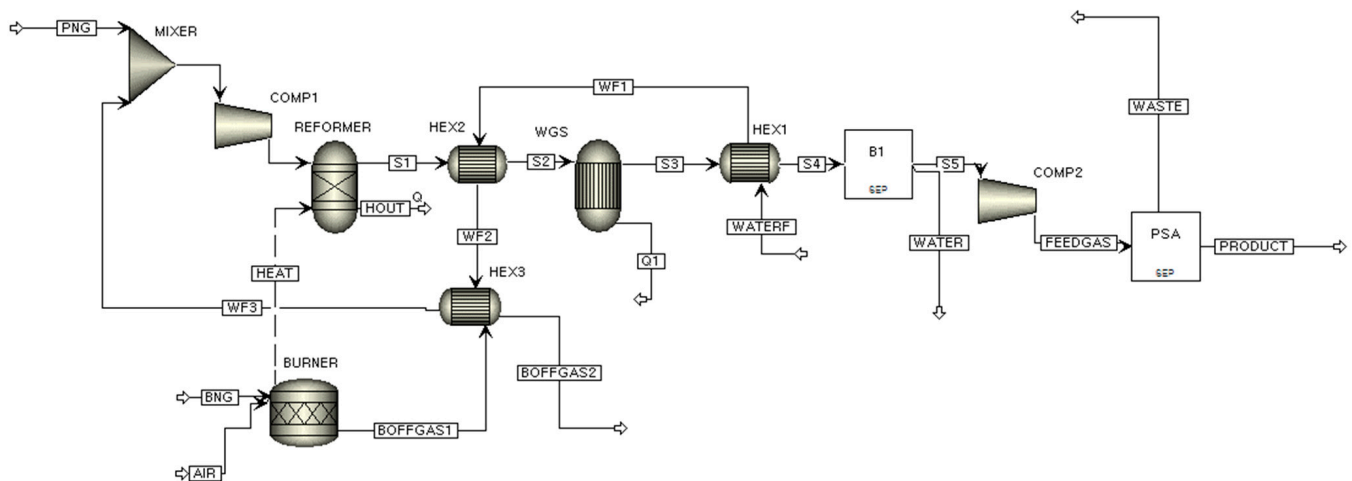 PNG
MIXER
COMP1
REFORMER
S1
HOUT
Q
HEAT
HEX2
S2
WGS
WF1
S3
HEX1
S4
B1
SEP
S5
COMP2
WASTE
WATERF
WATER
FEEDGAS
PSA
SEP
PRODUCT
Q1
WF2
HEX3
WF3
BURNER
BNG
AIR
BOFFGAS1
BOFFGAS2